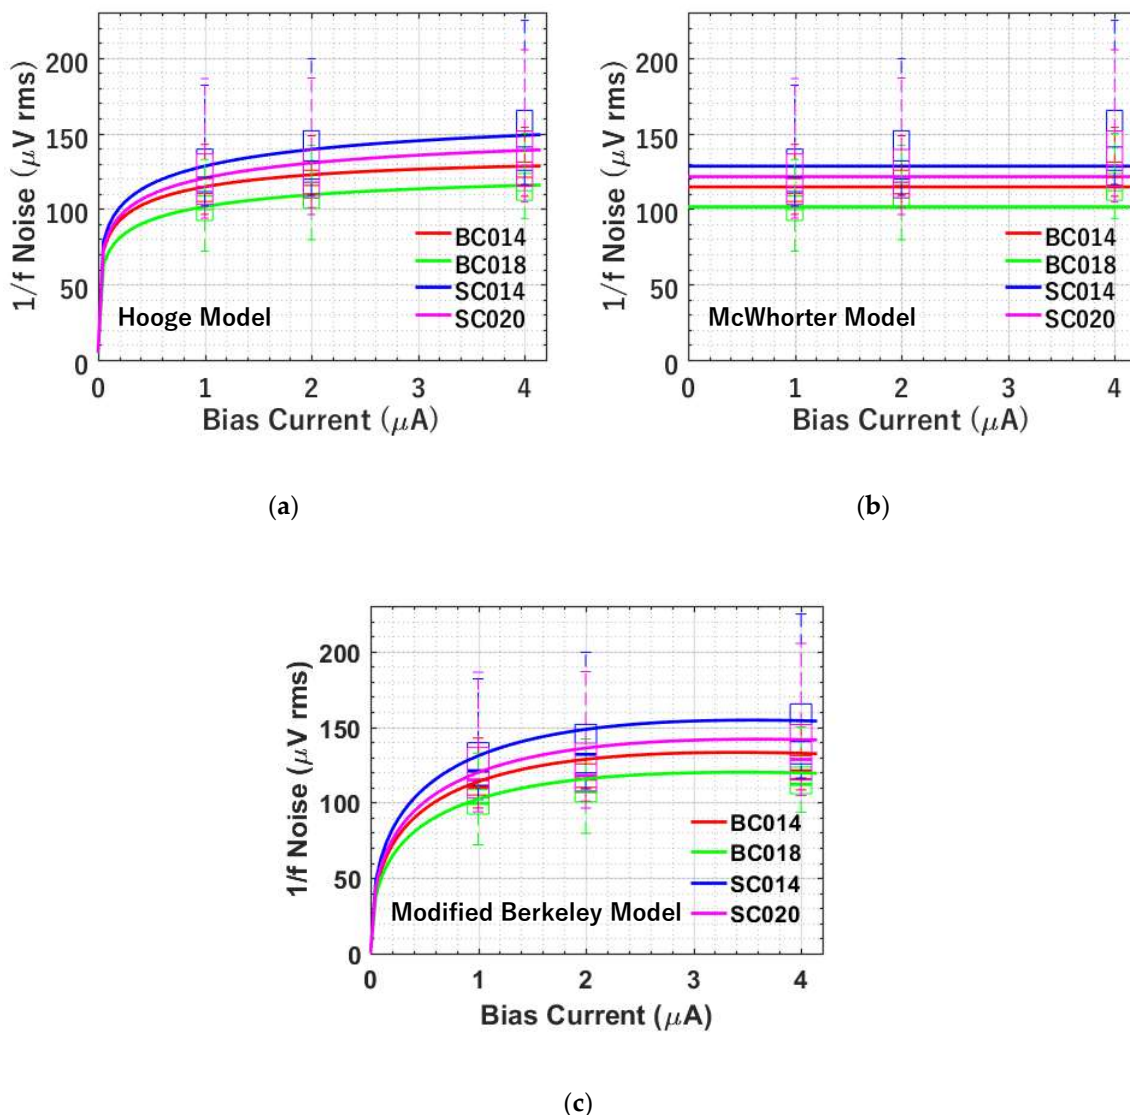 200
150
100
50
0
1/f Noise (μV rms)
BC014
BC018
SC014
SC020
Hooge Model
0 1 2 3 4
Bias Current (μA)
(a)
200
150
100
50
0
1/f Noise (μV rms)
BC014
BC018
SC014
SC020
McWhorter Model
0 1 2 3 4
Bias Current (μA)
(b)
200
150
100
50
0
1/f Noise (μV rms)
BC014
BC018
SC014
SC020
Modified Berkeley Model
0 1 2 3 4
Bias Current (μA)
(c)